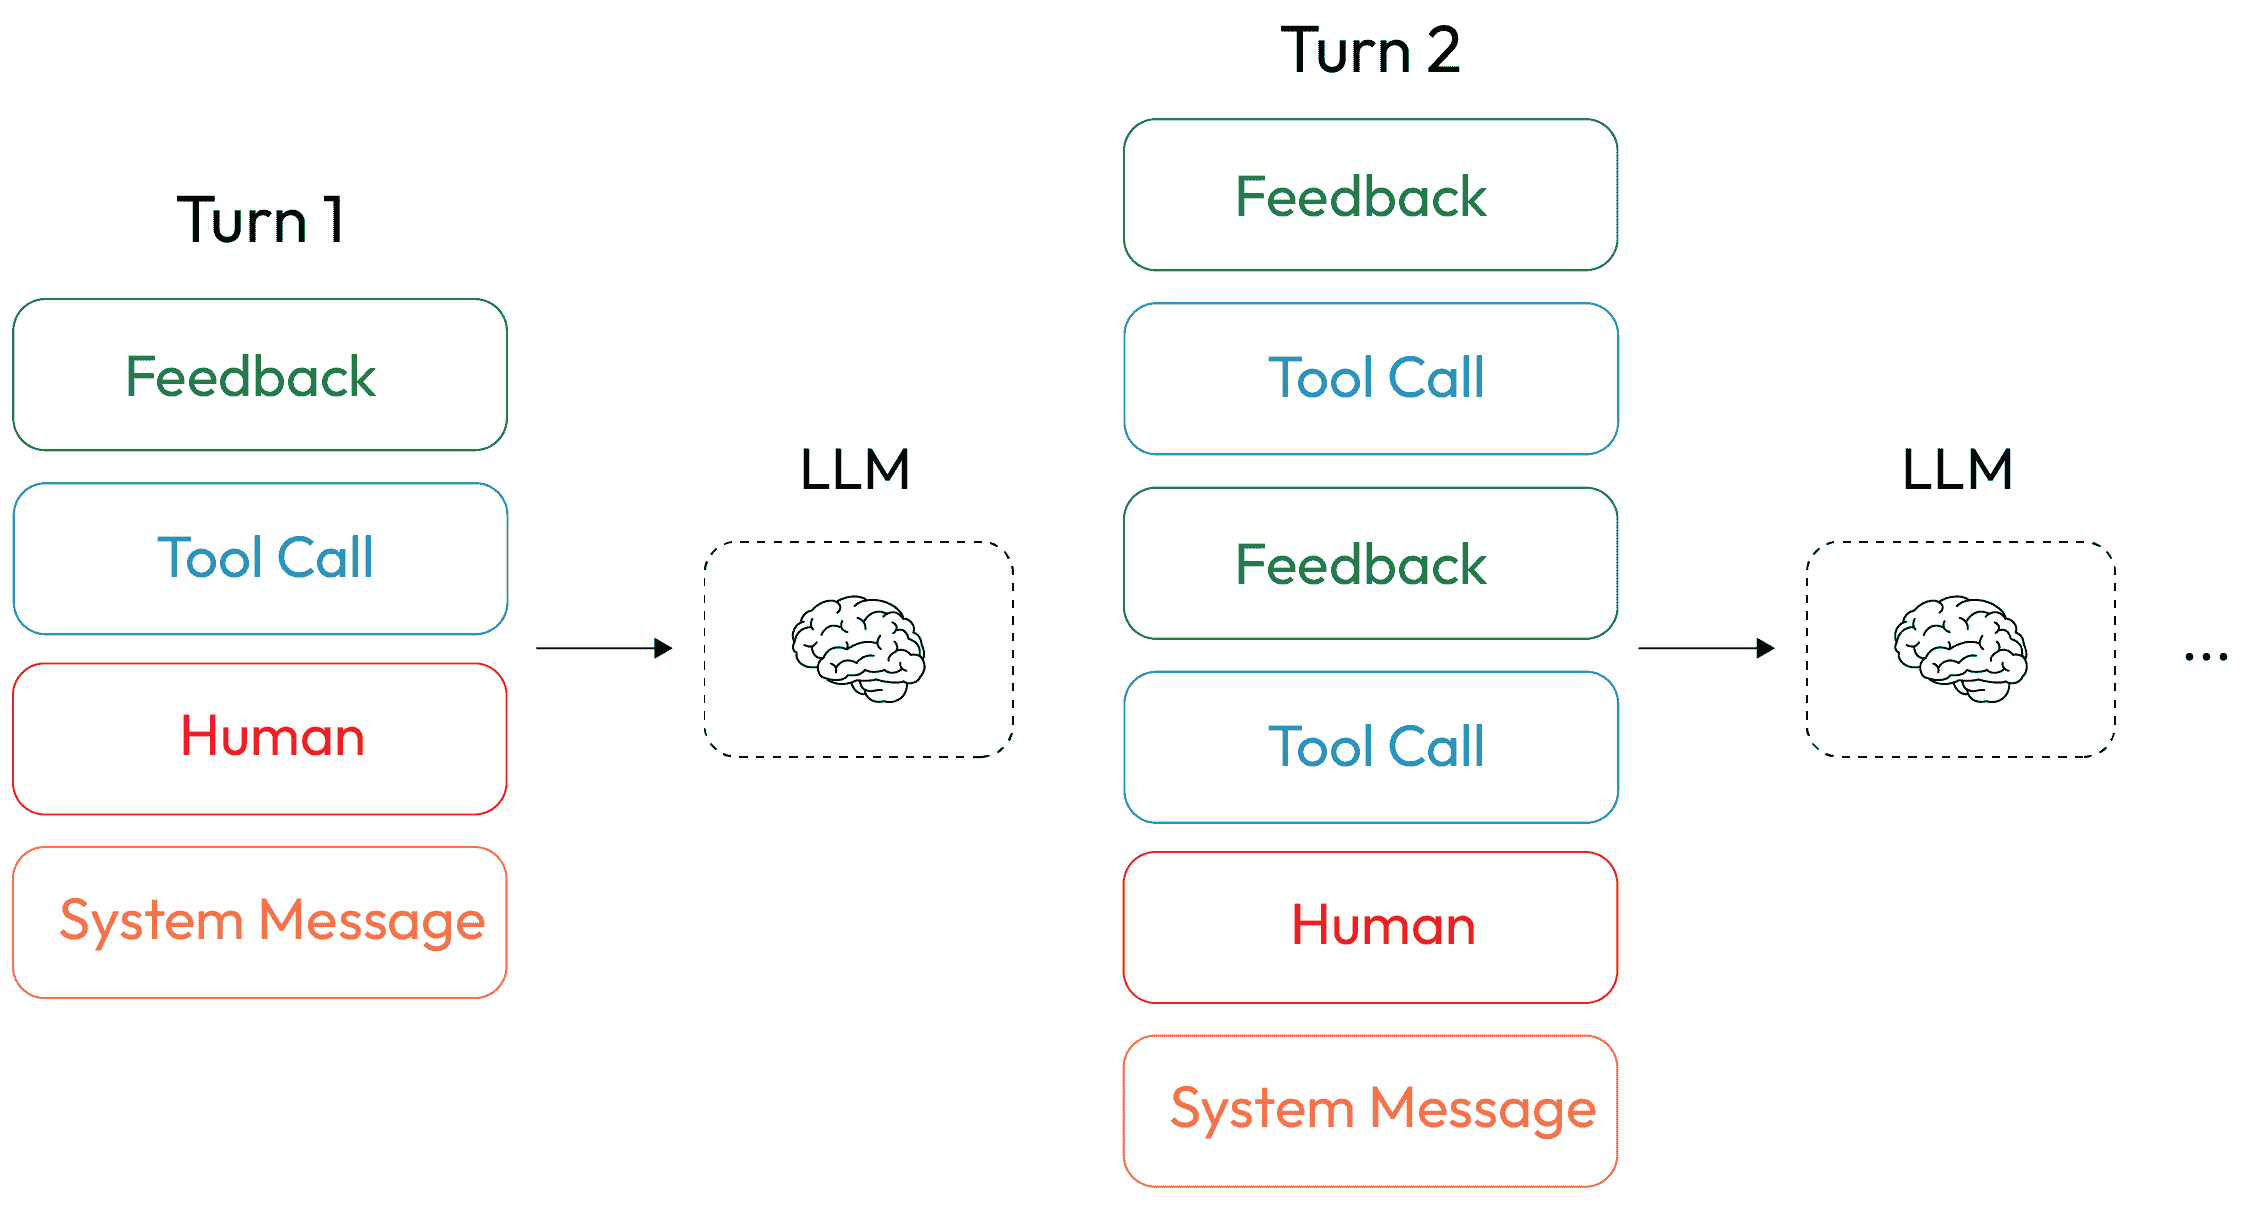 Turn 1
Feedback
Tool Call
Human
System Message
LLM
Turn 2
Feedback
Tool Call
Feedback
Tool Call
Human
System Message
LLM
...